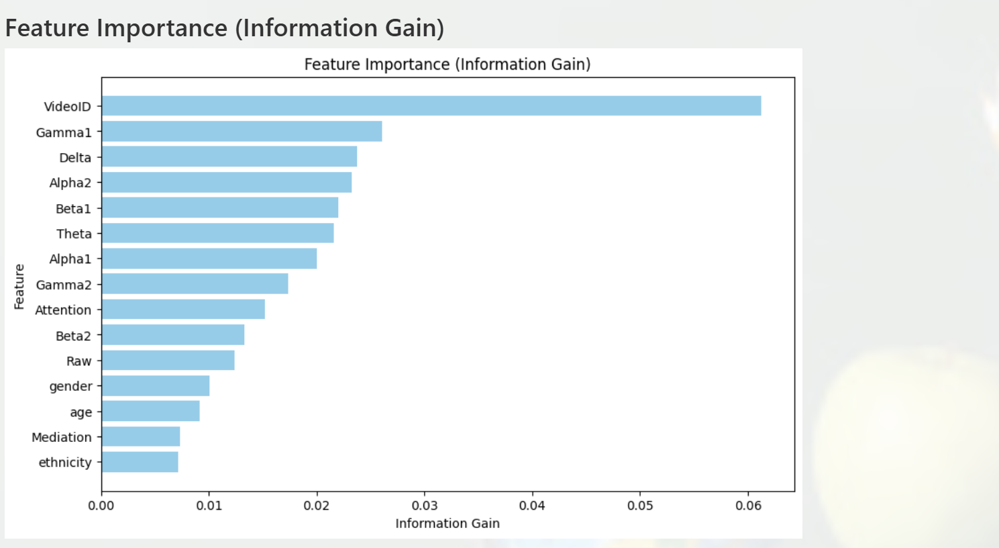 Feature Importance (Information Gain)
Feature Importance (Information Gain)
VideoID
Gamma1
Delta
Alpha2
Beta1
Theta
Alpha1
Gamma2
Attention
Beta2
Raw
gender
age
Mediation
ethnicity
Feature
0.00 0.01 0.02 0.03 0.04 0.05 0.06
Information Gain